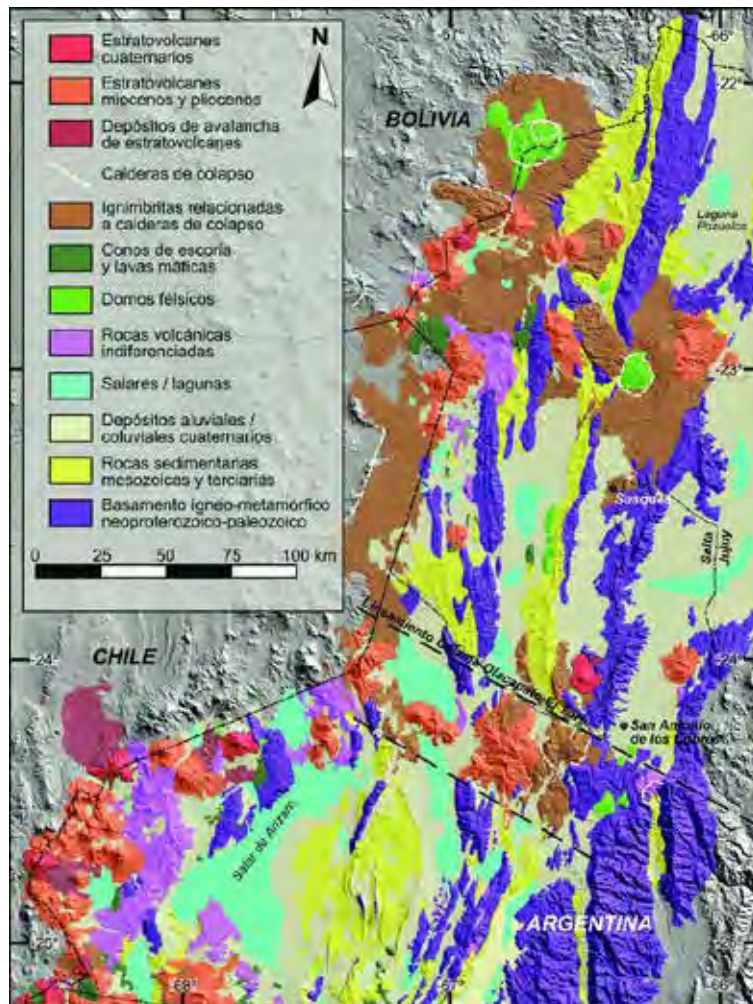 Estratovolcanes
cuaternarios
Estratovolcanes
miocenos y pliocenos
Depósitos de avalancha
de estratovolcanes
Calderas de colapso
Ignimbritas relacionadas
a calderas de colapso
Conos de escoria
y lavas máficas
Domos félsicos
Rocas volcánicas
indiferenciadas
Salares / lagunas
Depósitos aluviales /
coluviales cuaternarios
Rocas sedimentarias
mesozoicas y terciarias
Basamento ígneo-metamórfico
neoproterozoico-paleozoico
0 25 50 75 100 km
N
-66°
-22°
BOLIVIA
Laguna
Pozuelos
-23°
Susques
Salta
Jujuy
Lineamiento
CHILE
-24°
-24°
San Antonio
de los Cobres
Salar de Arizaro
ARGENTINA
-68°
-67°
-66°